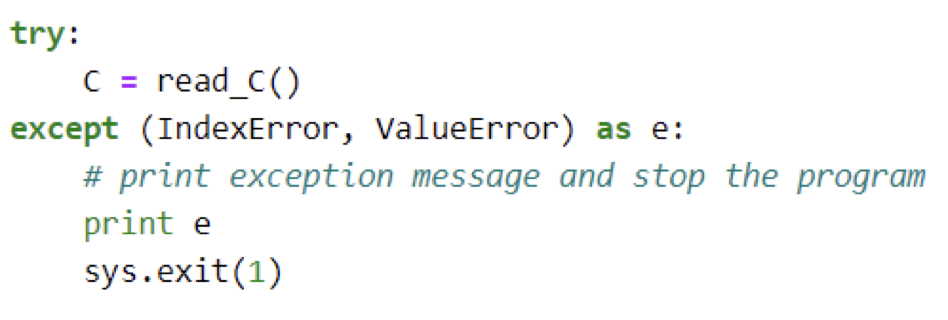 try:
    C = read_C()
except (IndexError, ValueError) as e:
    # print exception message and stop the program
    print e
    sys.exit(1)